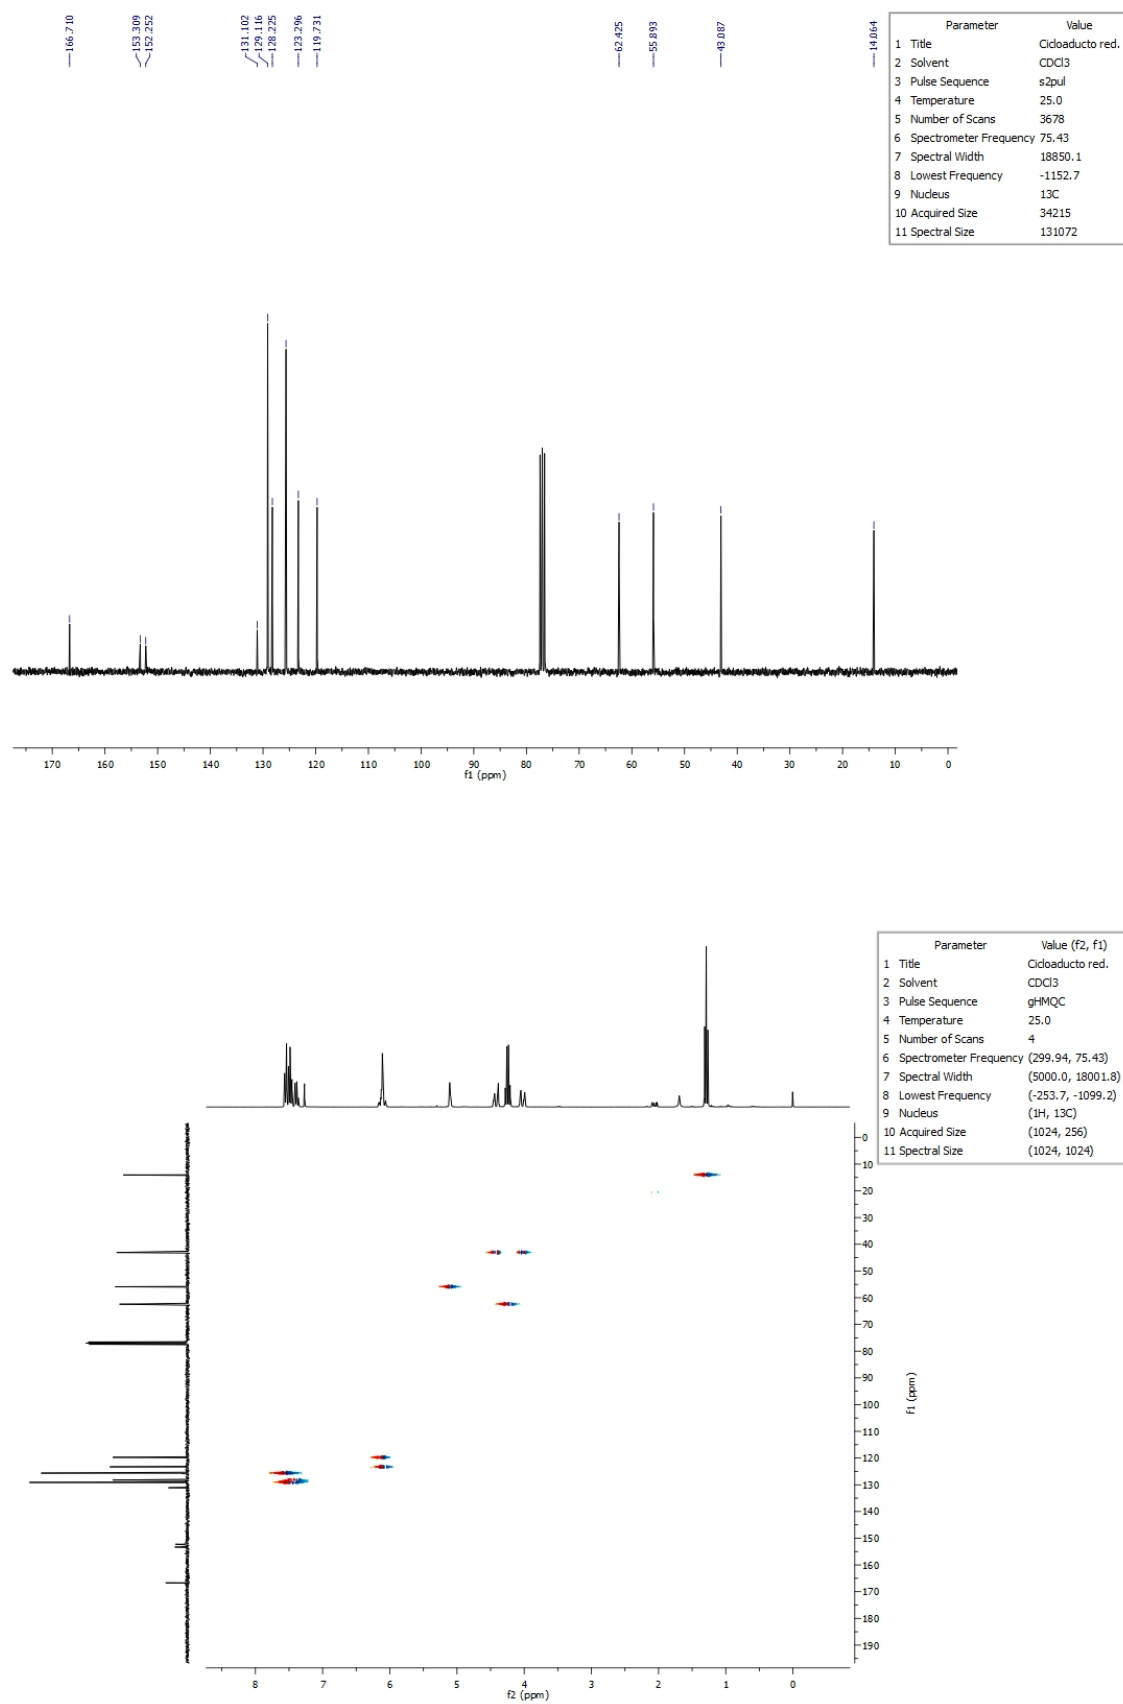 166.710
153.309
152.252
131.102
129.116
128.225
123.296
119.731
62.425
55.893
43.087
14.064
Parameter Value
1 Title Cicloaducto red.
2 Solvent CDCl3
3 Pulse Sequence s2pul
4 Temperature 25.0
5 Number of Scans 3678
6 Spectrometer Frequency 75.43
7 Spectral Width 18850.1
8 Lowest Frequency -1152.7
9 Nucleus 13C
10 Acquired Size 34215
11 Spectral Size 131072
170 160 150 140 130 120 110 100 90 80 70 60 50 40 30 20 10 0
f1 (ppm)
Parameter Value (f2, f1)
1 Title Cicloaducto red.
2 Solvent CDCl3
3 Pulse Sequence gHMQC
4 Temperature 25.0
5 Number of Scans 4
6 Spectrometer Frequency (299.94, 75.43)
7 Spectral Width (5000.0, 18001.8)
8 Lowest Frequency (-253.7, -1099.2)
9 Nucleus (1H, 13C)
10 Acquired Size (1024, 256)
11 Spectral Size (1024, 1024)
0
10
20
30
40
50
60
70
80
90
100
110
120
130
140
150
160
170
180
190
f1 (ppm)
8 7 6 5 4 3 2 1 0
f2 (ppm)